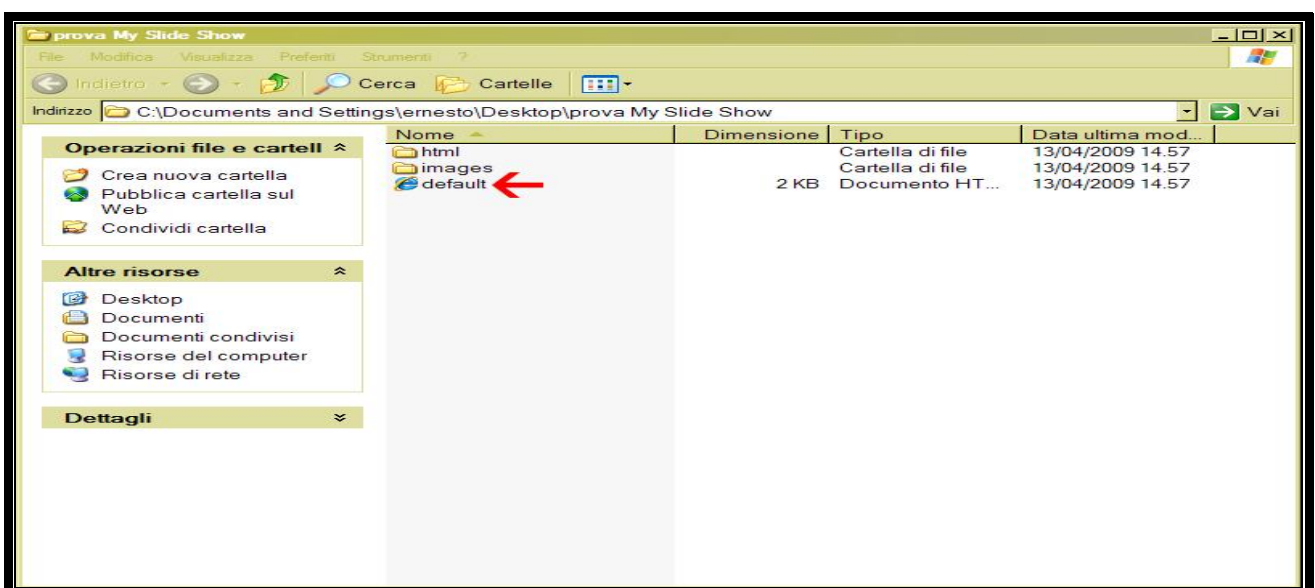 prova My Slide Show
File Modifica Visualizza Preferiti Strumenti ?
Indietro Cerca Cartelle
Indirizzo C:\Documents and Settings\ernesto\Desktop\prova My Slide Show Vai
Operazioni file e cartell
Crea nuova cartella
Pubblica cartella sul
Web
Condividi cartella
Altre risorse
Desktop
Documenti
Documenti condivisi
Risorse del computer
Risorse di rete
Dettagli
Nome Dimensione Tipo Data ultima mod...
html Cartella di file 13/04/2009 14.57
images Cartella di file 13/04/2009 14.57
default 2 KB Documento HT... 13/04/2009 14.57